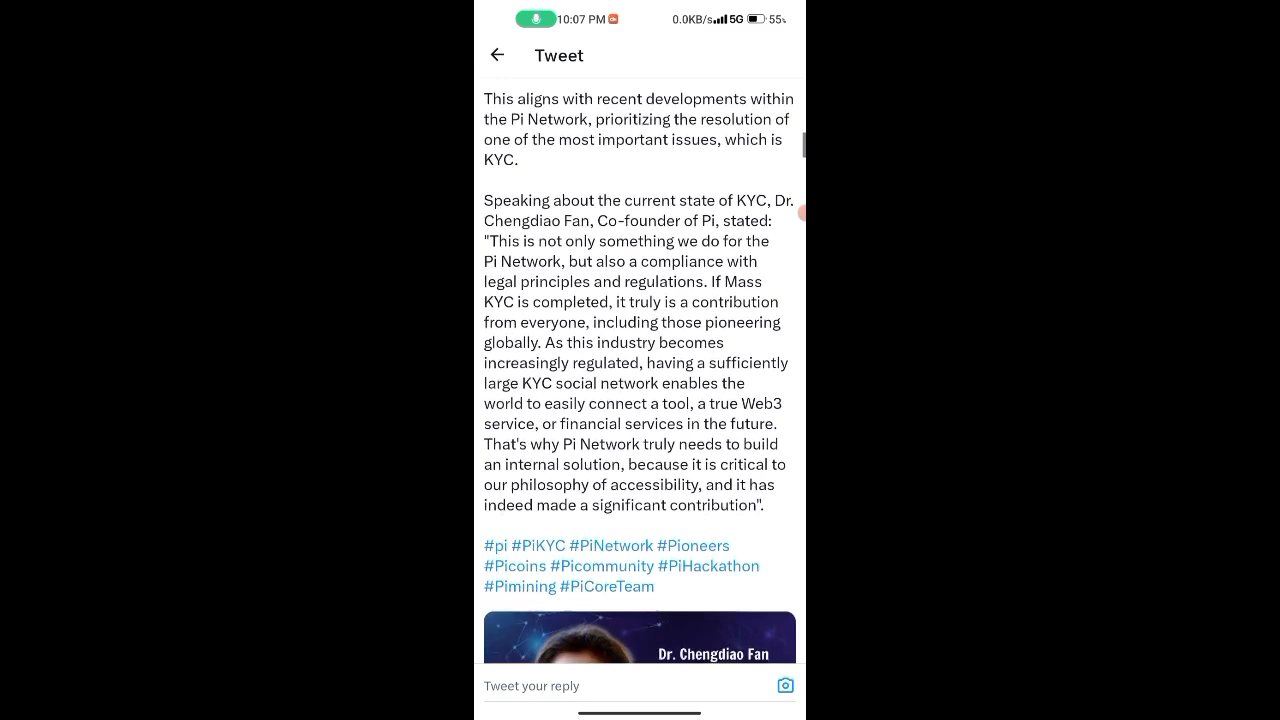 10:07 PM 0.0KB/s 5G 55%
Tweet
This aligns with recent developments within
the Pi Network, prioritizing the resolution of
one of the most important issues, which is
KYC.
Speaking about the current state of KYC, Dr.
Chengdiao Fan, Co-founder of Pi, stated:
"This is not only something we do for the
Pi Network, but also a compliance with
legal principles and regulations. If Mass
KYC is completed, it truly is a contribution
from everyone, including those pioneering
globally. As this industry becomes
increasingly regulated, having a sufficiently
large KYC social network enables the
world to easily connect a tool, a true Web3
service, or financial services in the future.
That's why Pi Network truly needs to build
an internal solution, because it is critical to
our philosophy of accessibility, and it has
indeed made a significant contribution".
#pi #PiKYC #PiNetwork #Pioneers
#Picoins #Picommunity #PiHackathon
#Pimining #PiCoreTeam
Dr. Chengdiao Fan
Tweet your reply